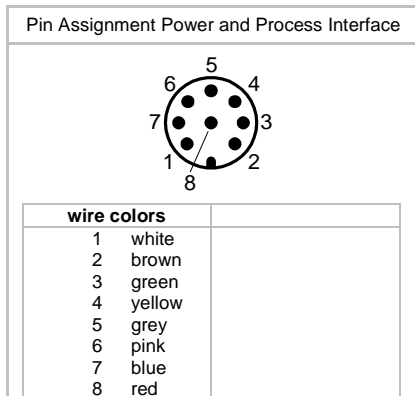 Pin Assignment Power and Process Interface
5
6 4
7 3
1 2
8
wire colors
1 white
2 brown
3 green
4 yellow
5 grey
6 pink
7 blue
8 red